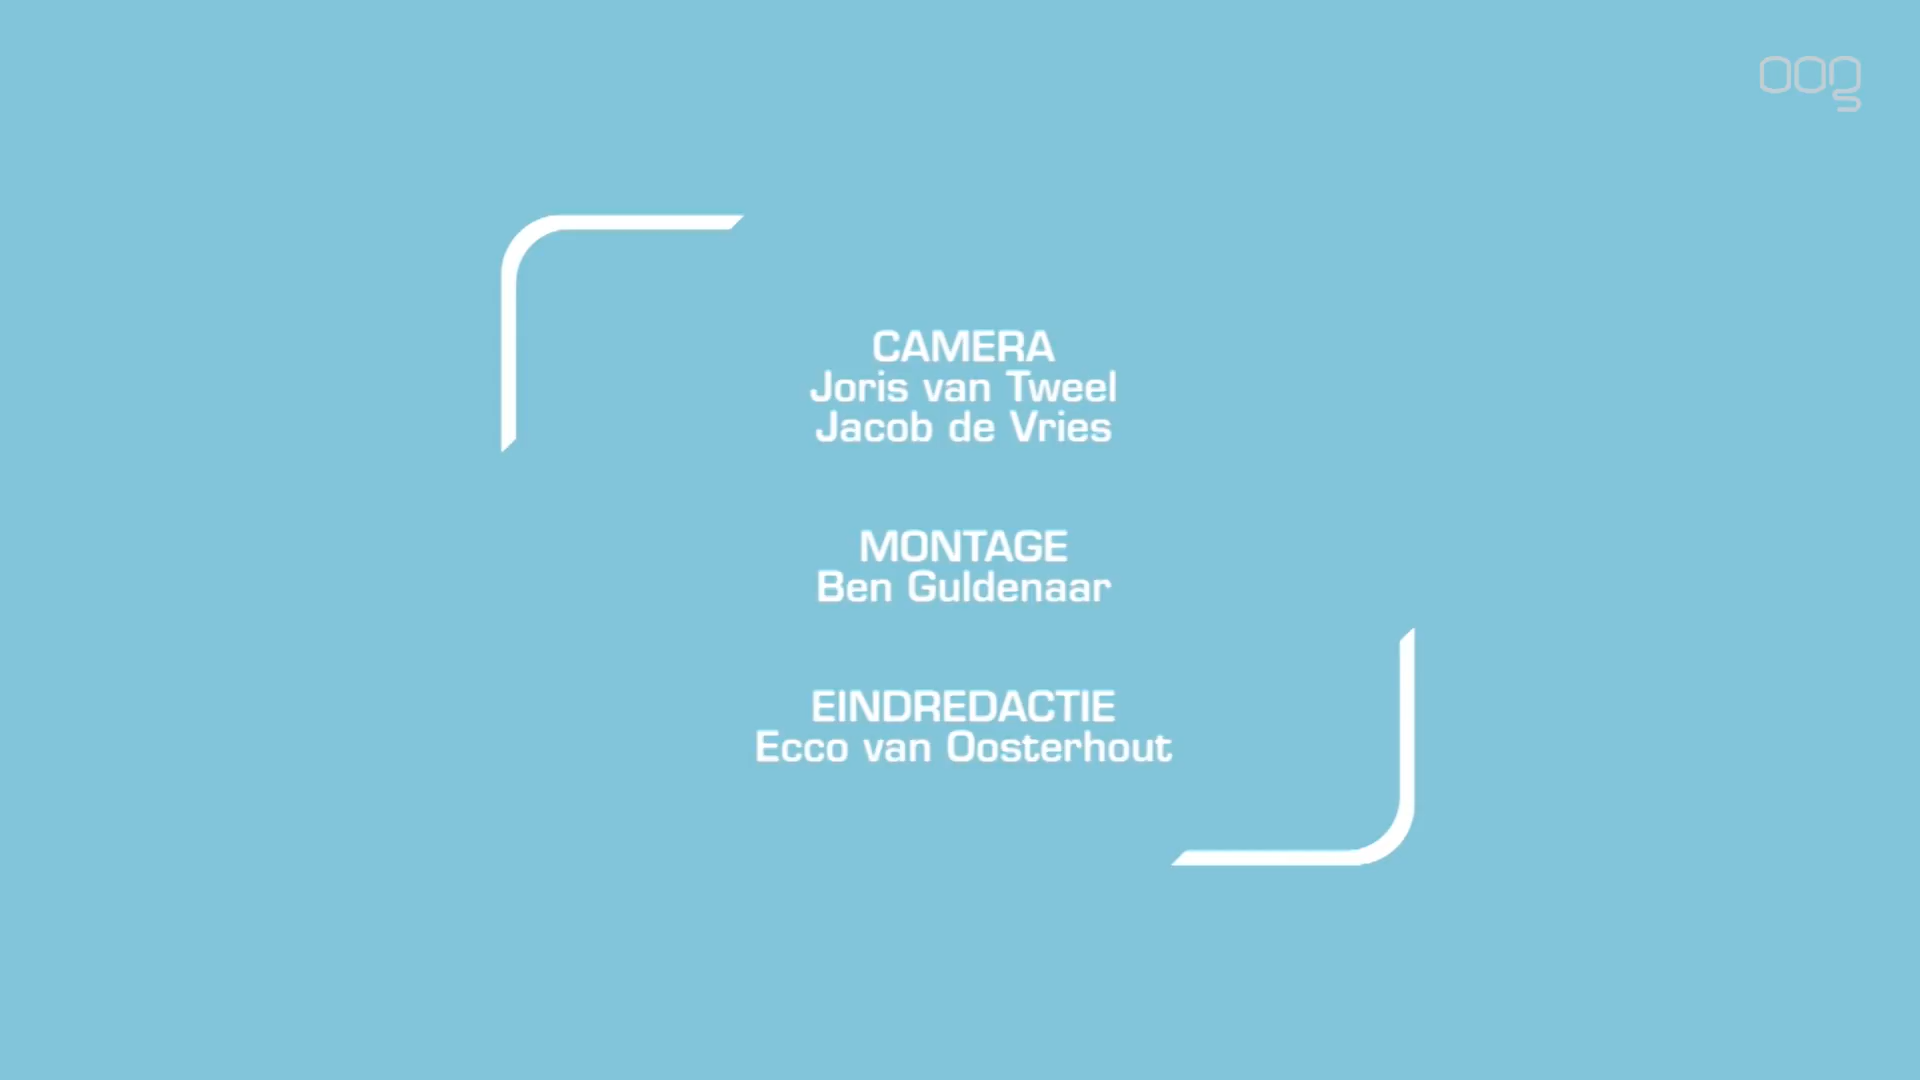 oog
CAMERA
Joris van Tweel
Jacob de Vries
MONTAGE
Ben Guldenaar
EINDREDACTIE
Ecco van Oosterhout